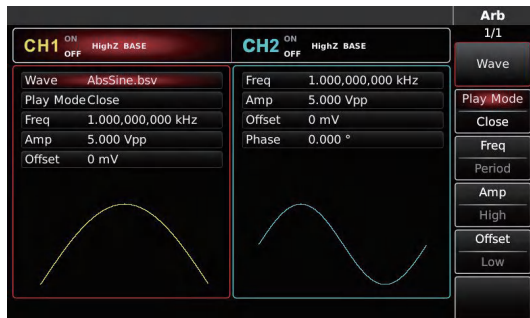 Arb
1/1
CH1 ON OFF HighZ BASE
CH2 ON OFF HighZ BASE
Wave AbsSine.bsv
Play Mode Close
Freq 1.000,000,000 kHz
Amp 5.000 Vpp
Offset 0 mV
Freq 1.000,000,000 kHz
Amp 5.000 Vpp
Offset 0 mV
Phase 0.000 °
Wave
Play Mode
Close
Freq
Period
Amp
High
Offset
Low